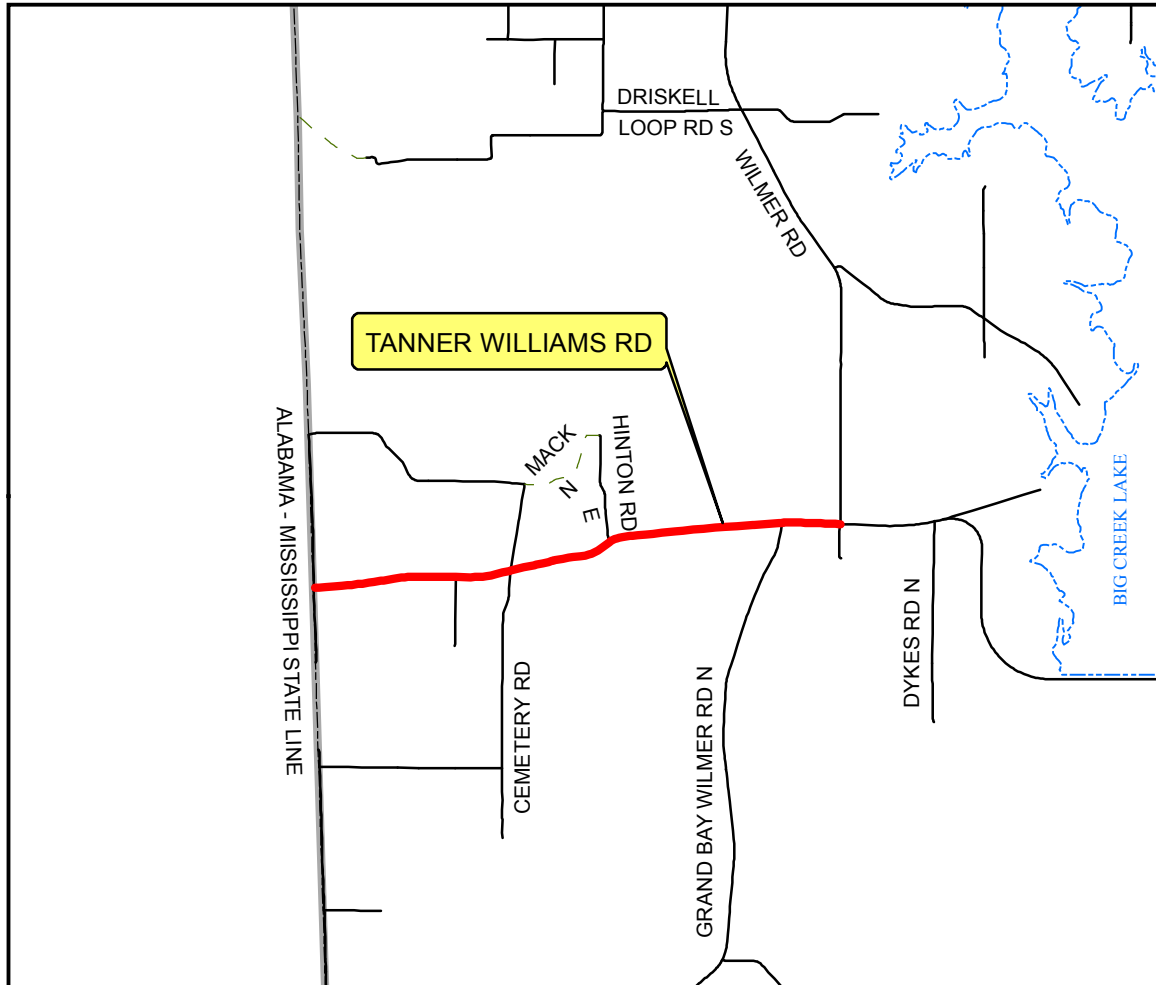 DRISKELL
LOOP RD S
WILMER RD
TANNER WILLIAMS RD
ALABAMA - MISSISSIPPI STATE LINE
MACK
N
E
HINTON RD
BIG CREEK LAKE
DYKES RD N
CEMETERY RD
GRAND BAY WILMER RD N